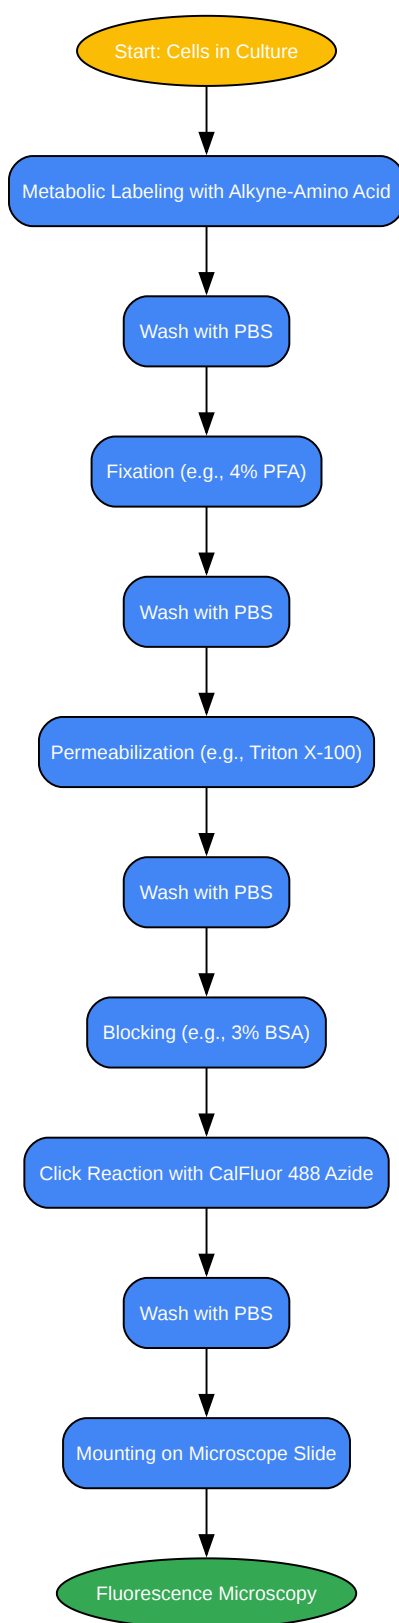 Start: Cells in Culture
Metabolic Labeling with Alkyne-Amino Acid
Wash with PBS
Fixation (e.g., 4% PFA)
Wash with PBS
Permeabilization (e.g., Triton X-100)
Wash with PBS
Blocking (e.g., 3% BSA)
Click Reaction with CalFluor 488 Azide
Wash with PBS
Mounting on Microscope Slide
Fluorescence Microscopy